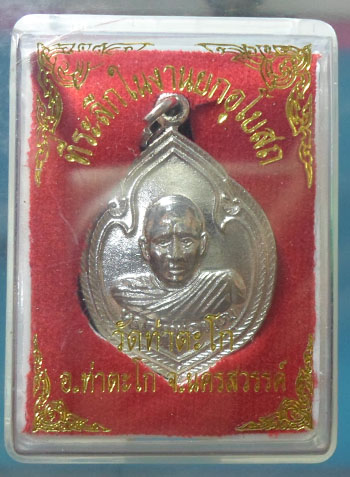 ที่ระลึกในงานยกอุโบสถ
วัดท่าตะโก
อ.ท่าตะโก จ.นครสวรรค์